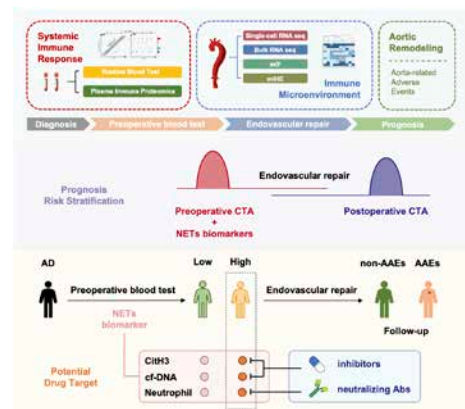 Systemic
Immune
Response
Routine Blood Test
Plasma Immune Proteomics
Single-cell RNA seq
Bulk RNA seq
mIHC
Immune
Microenvironment
Aortic
Remodeling
Aorta-related
Adverse
Events
Diagnosis
Preoperative blood test
Endovascular repair
Prognosis
Prognosis
Risk Stratification
Endovascular repair
Preoperative CTA
+
NETs biomarkers
Postoperative CTA
AD
Low
High
non-AAEs
AAEs
Preoperative blood test
Endovascular repair
NETs
biomarker
Follow-up
Potential
Drug Target
CitH3
cf-DNA
Neutrophil
inhibitors
neutralizing Abs